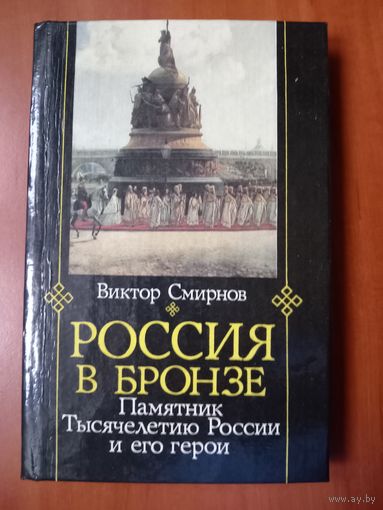 Виктор Смирнов
РОССИЯ
В БРОНЗЕ
Памятник
Тысячелетию России
и его герои
www.ay.by